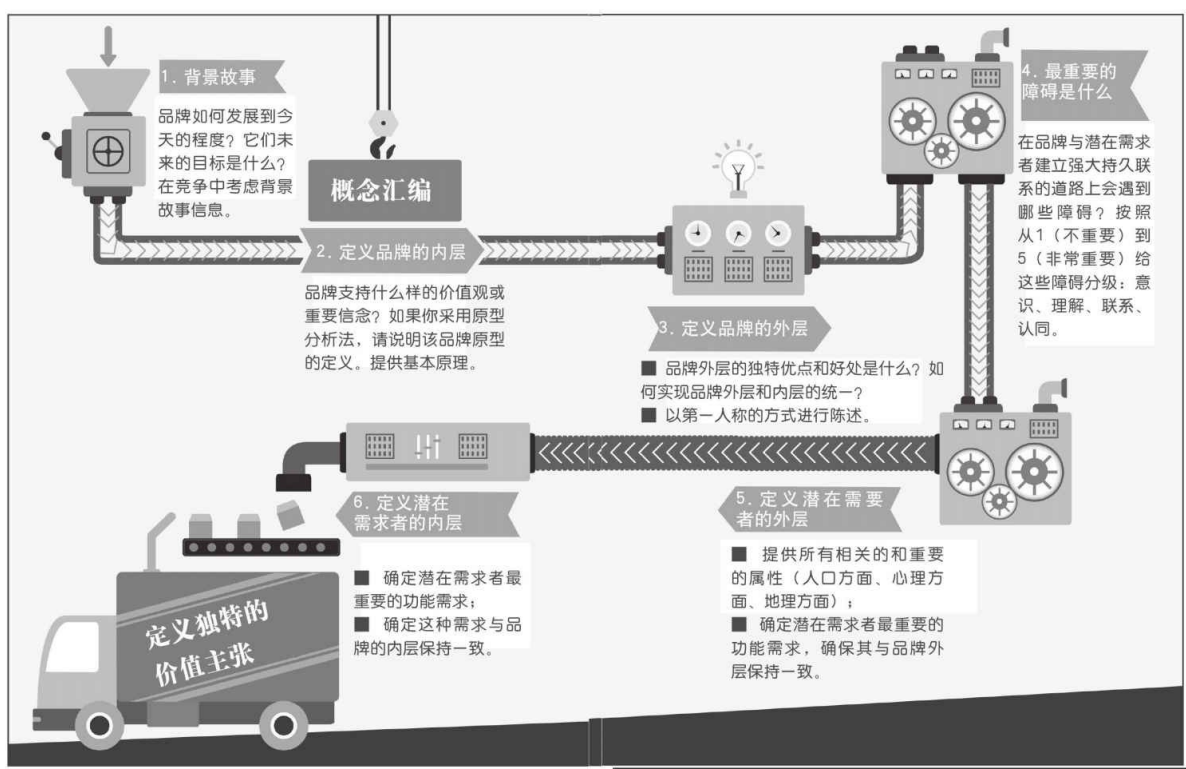 1. 背景故事
品牌如何发展到今
天的程度？它们未
来的目标是什么？
在竞争中考虑背景
故事信息。
概念汇编
2. 定义品牌的内层
品牌支持什么样的价值观或
重要信念？如果你采用原型
分析法，请说明该品牌原型
的定义。提供基本原理。
3. 定义品牌的外层
■ 品牌外层的独特优点和好处是什么？如
何实现品牌外层和内层的统一？
■ 以第一人称的方式进行陈述。
4. 最重要的
障碍是什么
在品牌与潜在需求
者建立强大持久联
系的道路上会遇到
哪些障碍？按照
从1（不重要）到
5（非常重要）给
这些障碍分级：意
识、理解、联系、
认同。
5. 定义潜在需要
者的外层
■ 提供所有相关的和重要
的属性（人口方面、心理方
面、地理方面）；
■ 确定潜在需求者最重要的
功能需求，确保其与品牌外
层保持一致。
6. 定义潜在
需求者的内层
■ 确定潜在需求者最
重要的功能需求；
■ 确定这种需求与品
牌的内层保持一致。
定义独特的
价值主张